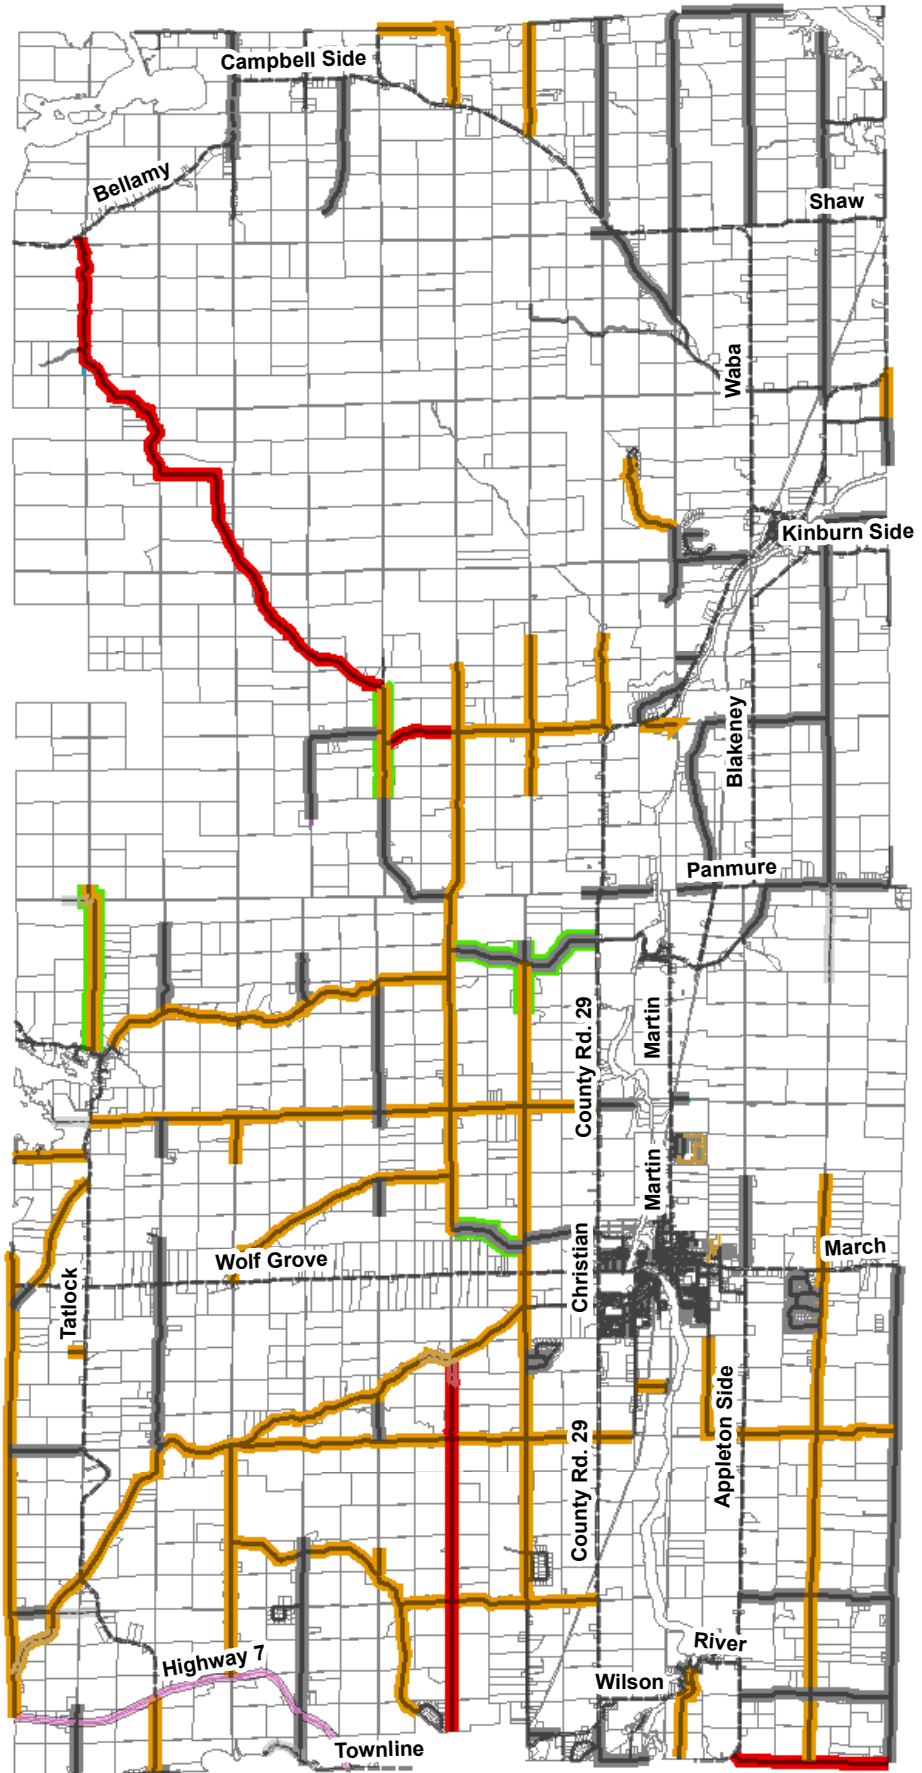 Campbell Side
Bellamy
Shaw
Waba
Kinburn Side
Blakeney
Panmure
County Rd. 29
Martin
Martin
Christian
Wolf Grove
March
Tatlock
Appleton Side
County Rd. 29
River
Highway 7
Wilson
Townline